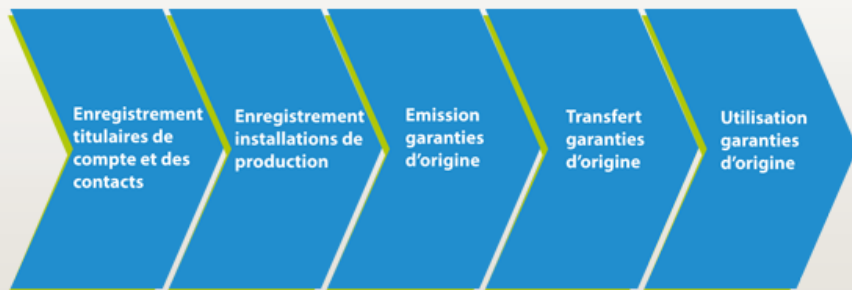 Enregistrement
titulaires de
compte et des
contacts
Enregistrement
installations de
production
Emission
garanties
d'origine
Transfert
garanties
d'origine
Utilisation
garanties
d'origine